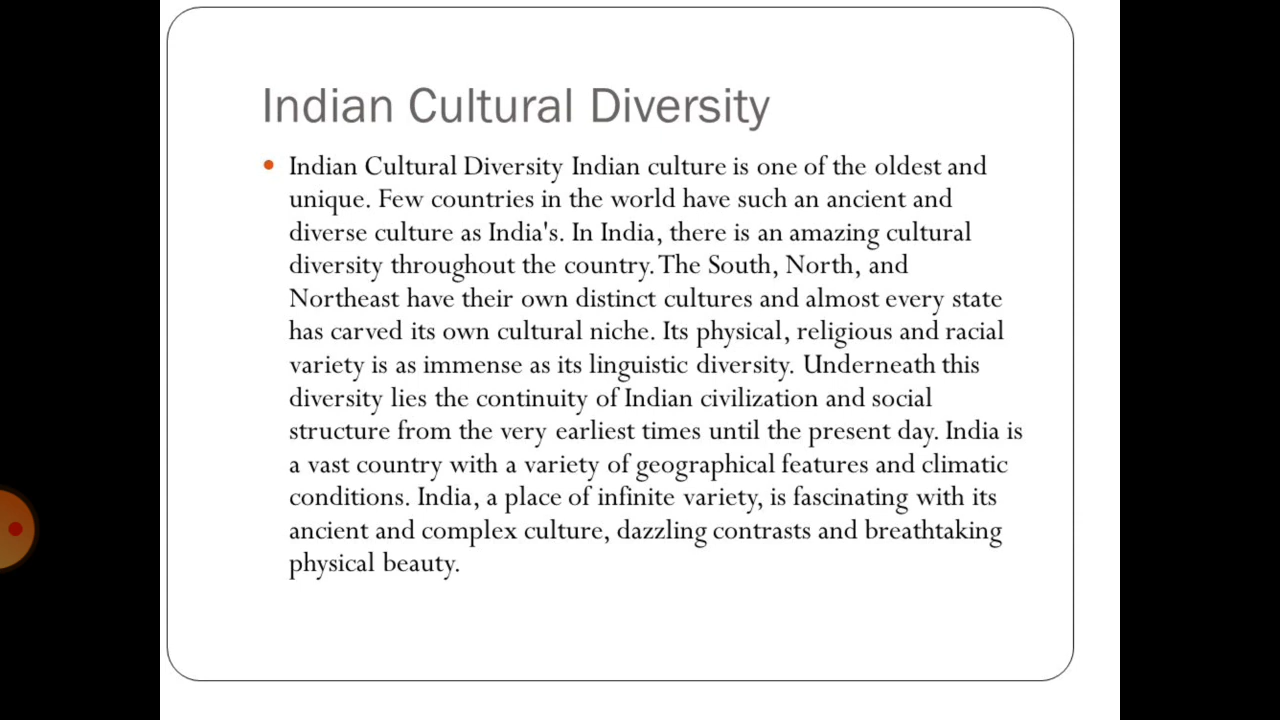 Indian Cultural Diversity
Indian Cultural Diversity Indian culture is one of the oldest and
unique. Few countries in the world have such an ancient and
diverse culture as India's. In India, there is an amazing cultural
diversity throughout the country. The South, North, and
Northeast have their own distinct cultures and almost every state
has carved its own cultural niche. Its physical, religious and racial
variety is as immense as its linguistic diversity. Underneath this
diversity lies the continuity of Indian civilization and social
structure from the very earliest times until the present day. India is
a vast country with a variety of geographical features and climatic
conditions. India, a place of infinite variety, is fascinating with its
ancient and complex culture, dazzling contrasts and breathtaking
physical beauty.